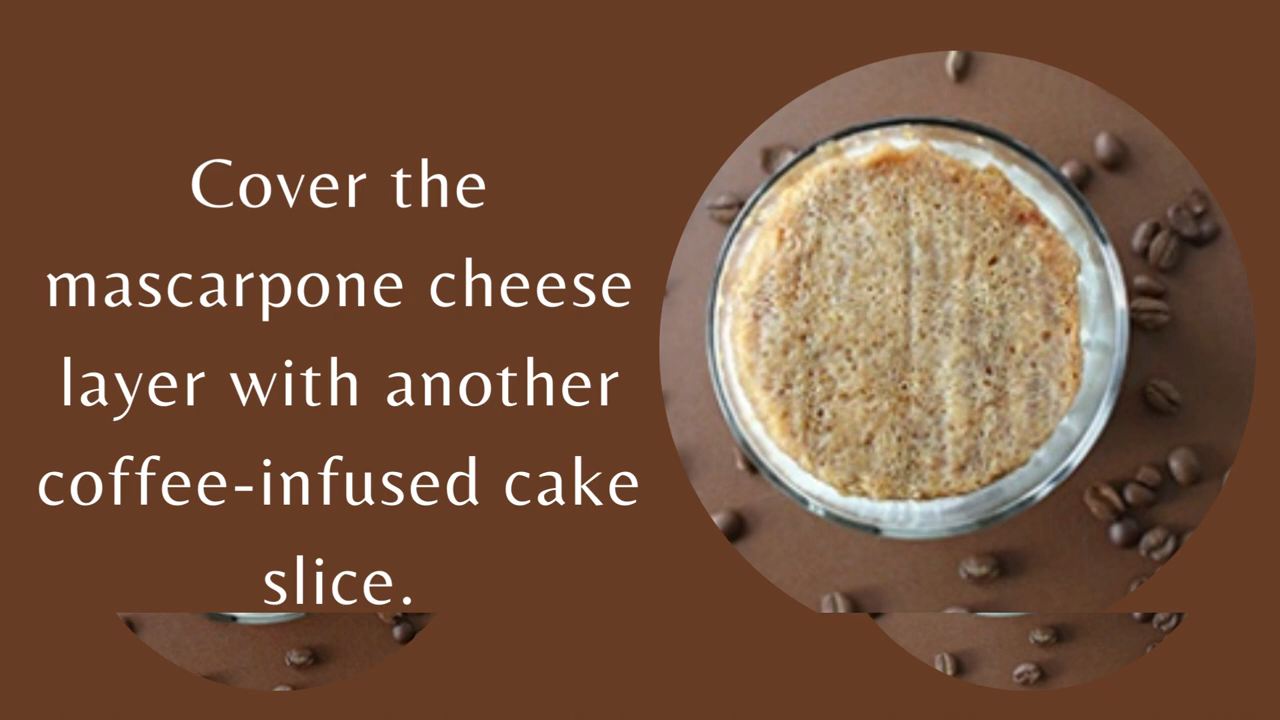 Cover the
mascarpone cheese
layer with another
coffee-infused cake
slice.